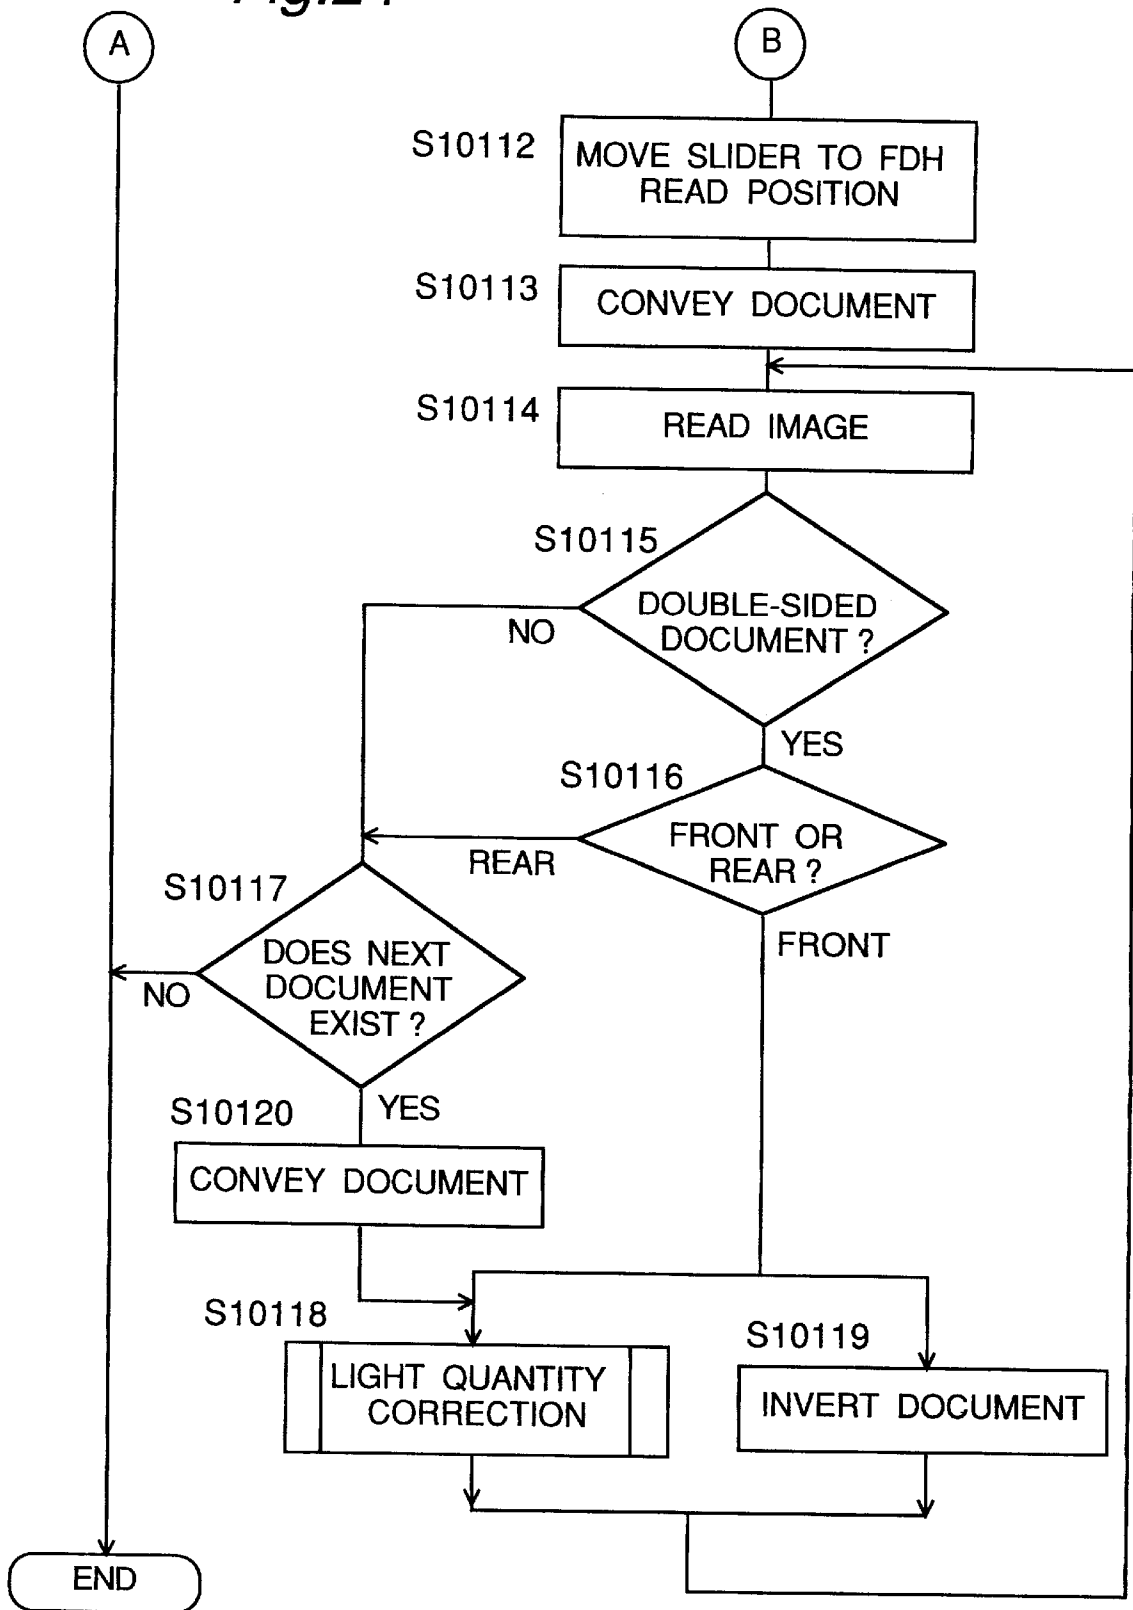 A
B
S10112
MOVE SLIDER TO FDH
READ POSITION
S10113
CONVEY DOCUMENT
S10114
READ IMAGE
S10115
DOUBLE-SIDED
DOCUMENT ?
NO
YES
S10116
FRONT OR
REAR ?
REAR
FRONT
S10117
DOES NEXT
DOCUMENT
EXIST ?
NO
YES
S10120
CONVEY DOCUMENT
S10118
LIGHT QUANTITY
CORRECTION
S10119
INVERT DOCUMENT
END